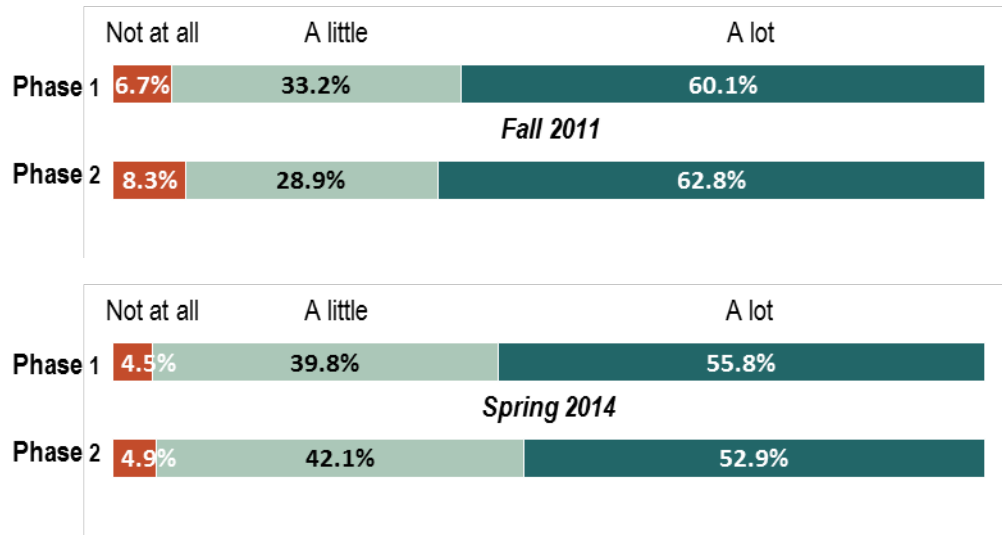 Not at all A little A lot
Phase 1 6.7% 33.2% 60.1%
Fall 2011
Phase 2 8.3% 28.9% 62.8%
Not at all A little A lot
Phase 1 4.5% 39.8% 55.8%
Spring 2014
Phase 2 4.9% 42.1% 52.9%